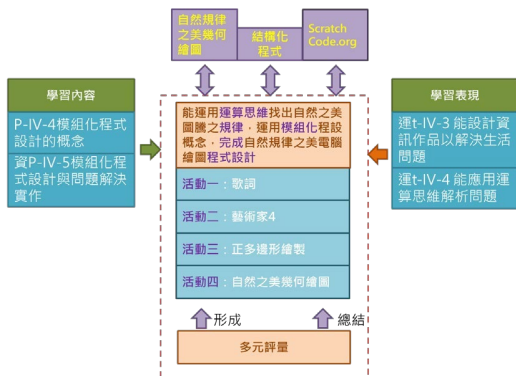 自然規律
之美幾何
繪圖
結構化
程式
Scratch
Code.org
學習內容
P-IV-4模組化程式
設計的概念
資P-IV-5模組化程
式設計與問題解決
實作
能運用運算思維找出自然之美
圖騰之規律，運用模組化程設
概念，完成自然規律之美電腦
繪圖程式設計
活動一：歌詞
活動二：藝術家4
活動三：正多邊形繪製
活動四：自然之美幾何繪圖
形成
總結
多元評量
學習表現
運t-IV-3 能設計資
訊作品以解決生活
問題
運t-IV-4 能應用運
算思維解析問題